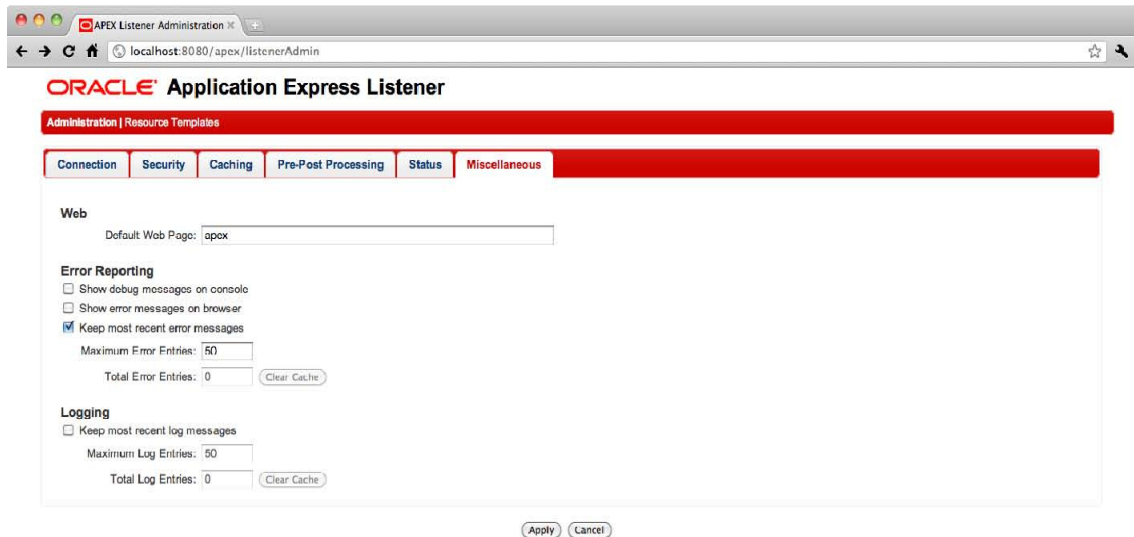 APEX Listener Administration
localhost:8080/apex/listenerAdmin
ORACLE Application Express Listener
Administration | Resource Templates
Connection Security Caching Pre-Post Processing Status Miscellaneous
Web
Default Web Page: apex
Error Reporting
Show debug messages on console
Show error messages on browser
Keep most recent error messages
Maximum Error Entries: 50
Total Error Entries: 0 Clear Cache
Logging
Keep most recent log messages
Maximum Log Entries: 50
Total Log Entries: 0 Clear Cache
Apply Cancel